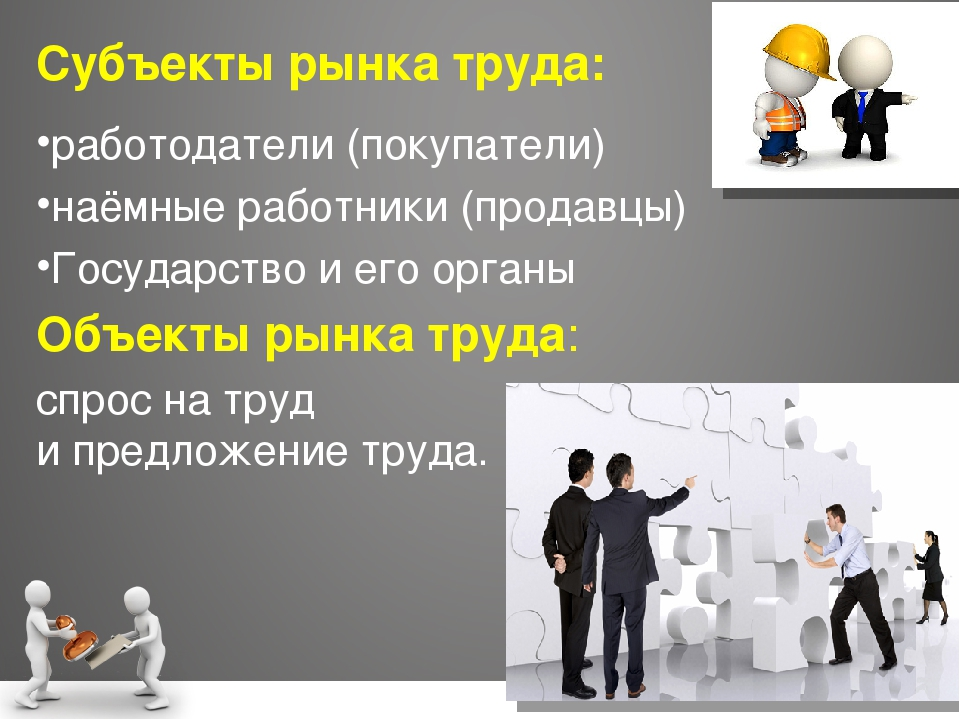 Субъекты рынка труда:
•работодатели (покупатели)
•наёмные работники (продавцы)
•Государство и его органы
Объекты рынка труда:
спрос на труд
и предложение труда.